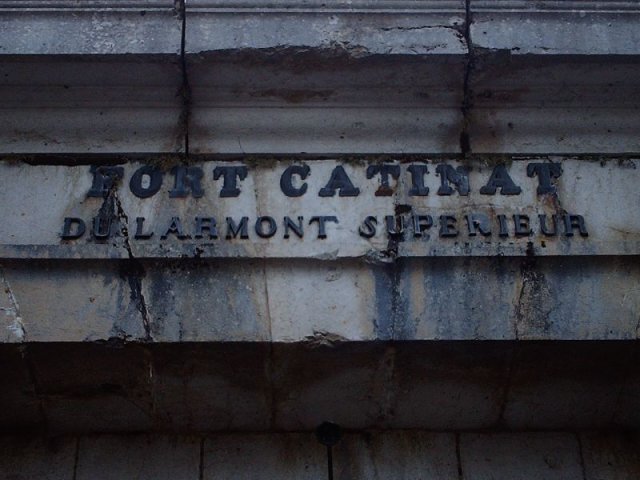 FORT CATINAT
DU LARMONT SUPERIEUR